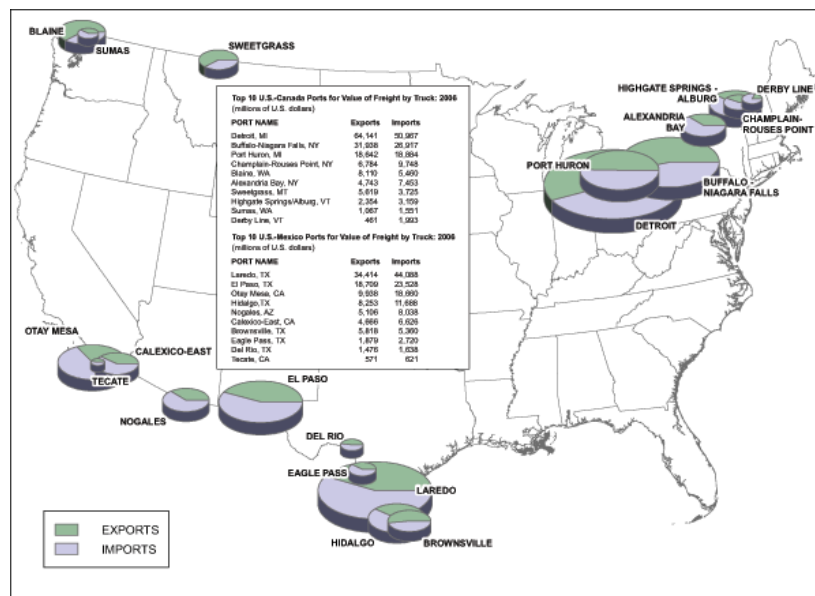 BLAINE
SUMAS
SWEETGRASS
HIGHGATE SPRINGS -
ALBURG
DERBY LINE
CHAMPLAIN-
ROUSES POINT
ALEXANDRIA
BAY
PORT HURON
BUFFALO -
NIAGARA FALLS
DETROIT
Top 10 U.S.-Canada Ports for Value of Freight by Truck: 2006
(millions of U.S. dollars)
PORT NAME Exports Imports
Detroit, MI 64,141 50,967
Buffalo-Niagara Falls, NY 31,938 26,917
Port Huron, MI 18,642 18,884
Champlain-Rouses Point, NY 6,784 9,748
Blaine, WA 8,110 5,460
Alexandria Bay, NY 4,743 7,453
Sweetgrass, MT 5,619 3,725
Highgate Springs/Alburg, VT 2,354 3,159
Sumas, WA 1,067 1,551
Derby Line, VT 461 1,993
Top 10 U.S.-Mexico Ports for Value of Freight by Truck: 2006
(millions of U.S. dollars)
PORT NAME Exports Imports
Laredo, TX 34,414 44,088
El Paso, TX 18,709 23,528
Otay Mesa, CA 9,938 18,660
Hidalgo,TX 8,253 11,688
Nogales, AZ 5,106 8,038
Calexico-East, CA 4,666 6,626
Brownsville, TX 5,818 5,360
Eagle Pass, TX 1,879 2,720
Del Rio, TX 1,476 1,638
Tecate, CA 571 621
OTAY MESA
CALEXICO-EAST
TECATE
NOGALES
EL PASO
DEL RIO
EAGLE PASS
LAREDO
HIDALGO
BROWNSVILLE
EXPORTS
IMPORTS